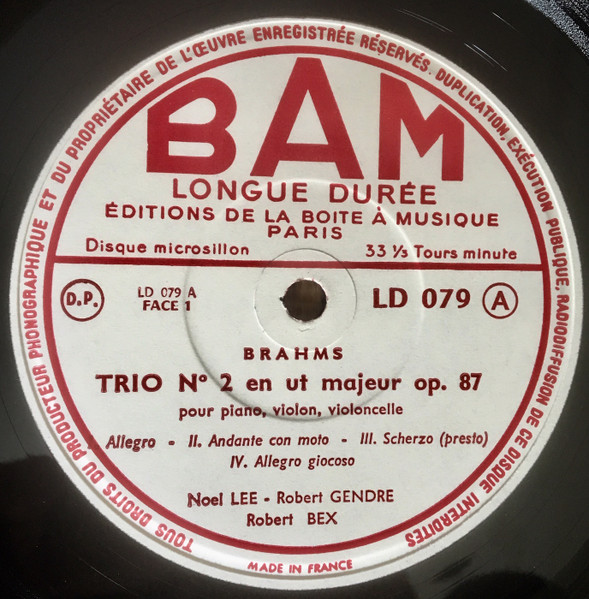 TOUS DROITS DU PRODUCTEUR PHONOGRAPHIQUE ET DU PROPRIÉTAIRE DE L'ŒUVRE ENREGISTRÉE RÉSERVÉS. DUPLICATION, EXÉCUTION PUBLIQUE, RADIODIFFUSION DE CE DISQUE INTERDITES
BAM
LONGUE DURÉE
ÉDITIONS DE LA BOITE À MUSIQUE
PARIS
Disque microsillon 33 ⅓ Tours minute
D.P. LD 079 A LD 079 A
FACE 1
BRAHMS
TRIO Nº 2 en ut majeur op. 87
pour piano, violon, violoncelle
Allegro - II. Andante con moto - III. Scherzo (presto)
IV. Allegro giocoso
Noel LEE - Robert GENDRE
Robert BEX
MADE IN FRANCE